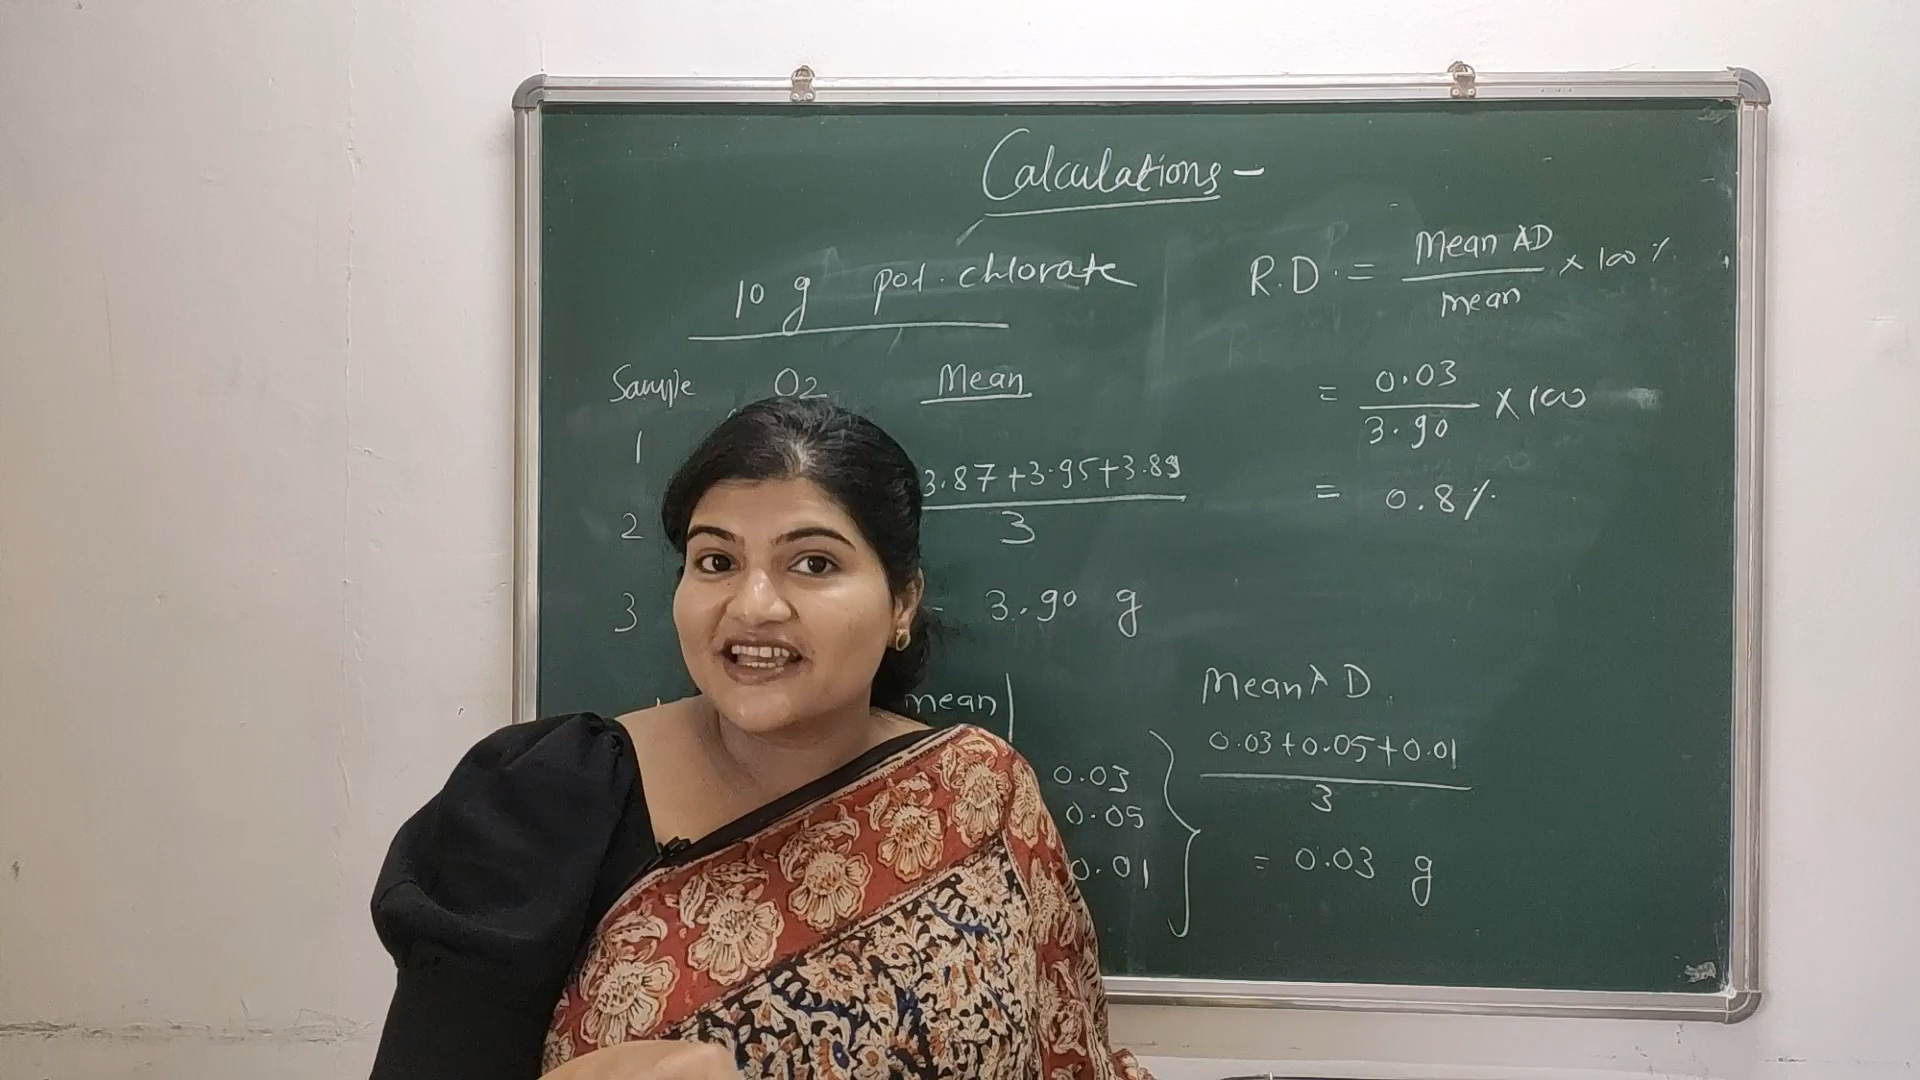 Calculations -
10 g pot. chlorate
Sample O2 Mean
1
2
3
3.87+3.95+3.89
3
3.90 g
mean|
0.03
0.05
0.01
R.D. = Mean AD / mean × 100 %
= 0.03 / 3.90 × 100
= 0.8 %
Mean A D.
0.03+0.05+0.01
3
= 0.03 g